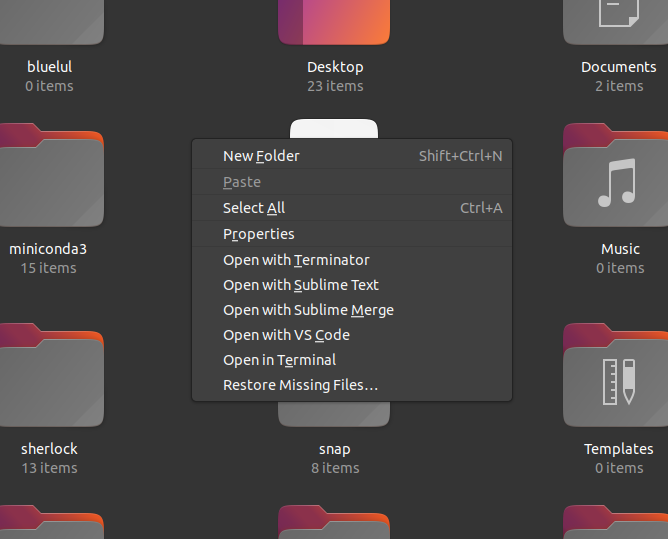 bluelul
0 items
Desktop
23 items
Documents
2 items
New Folder Shift+Ctrl+N
Paste
Select All Ctrl+A
Properties
Open with Terminator
Open with Sublime Text
Open with Sublime Merge
Open with VS Code
Open in Terminal
Restore Missing Files…
miniconda3
15 items
Music
0 items
sherlock
13 items
snap
8 items
Templates
0 items